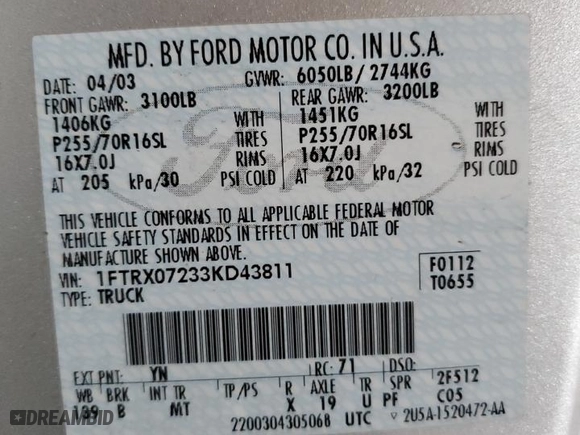 MFD. BY FORD MOTOR CO. IN U.S.A.
DATE: 04/03 GVWR: 6050LB / 2744KG
FRONT GAWR: 3100LB REAR GAWR: 3200LB
1406KG WITH 1451KG WITH
P255/70R16SL TIRES P255/70R16SL TIRES
16X7.0J RIMS 16X7.0J RIMS
AT 205 kPa/30 PSI COLD AT 220 kPa/32 PSI COLD
Ford
THIS VEHICLE CONFORMS TO ALL APPLICABLE FEDERAL MOTOR
VEHICLE SAFETY STANDARDS IN EFFECT ON THE DATE OF
MANUFACTURE SHOWN ABOVE.
VIN: 1FTRX07233KD43811 F0112
TYPE: TRUCK T0655
EXT PNT: YN RC: 71 DSO:
WB BRK INT TR TP/PS R AXLE TR SPR 2F512
139 B MT X 19 U PF C05
2200304305068 UTC 2U5A-1520472-AA
DREAMBID